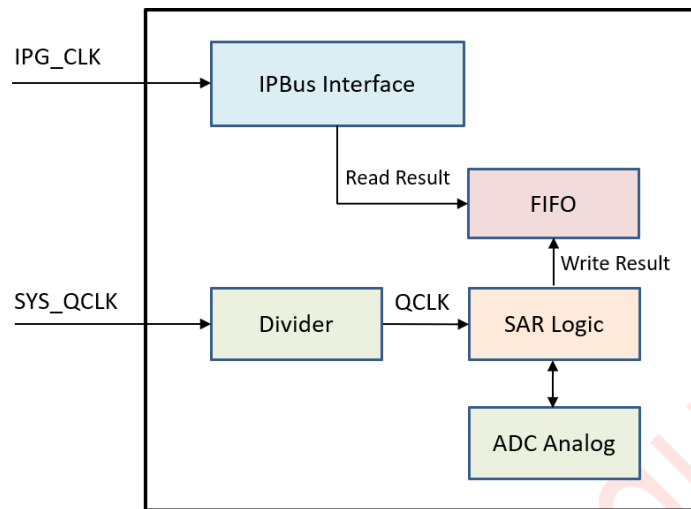 IPG_CLK
IPBus Interface
Read Result
FIFO
Write Result
SYS_QCLK
Divider
QCLK
SAR Logic
ADC Analog